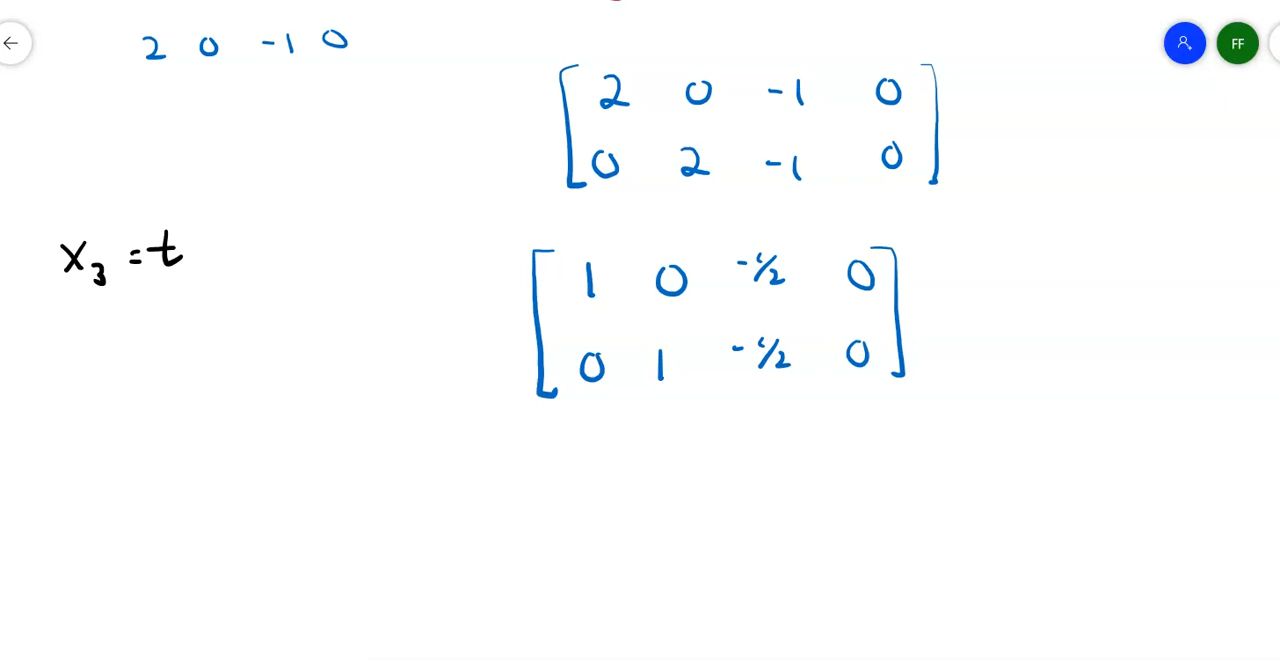 2 0 -1 0
FF
2 0 -1 0
0 2 -1 0
x₃ = t
1 0 -1/2 0
0 1 -1/2 0